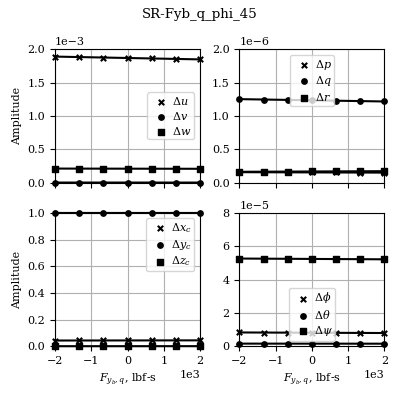 SR-Fyb_q_phi_45
1e−3
2.0
1.5
1.0
0.5
0.0
Amplitude
Δu
Δv
Δw
1e−6
2.0
1.5
1.0
0.5
0.0
Δp
Δq
Δr
1.0
0.8
0.6
0.4
0.2
0.0
Amplitude
Δx_c
Δy_c
Δz_c
−2 −1 0 1 2
1e3
F_{y_b,q}, lbf-s
1e−5
8
6
4
2
0
Δϕ
Δθ
Δψ
−2 −1 0 1 2
1e3
F_{y_b,q}, lbf-s